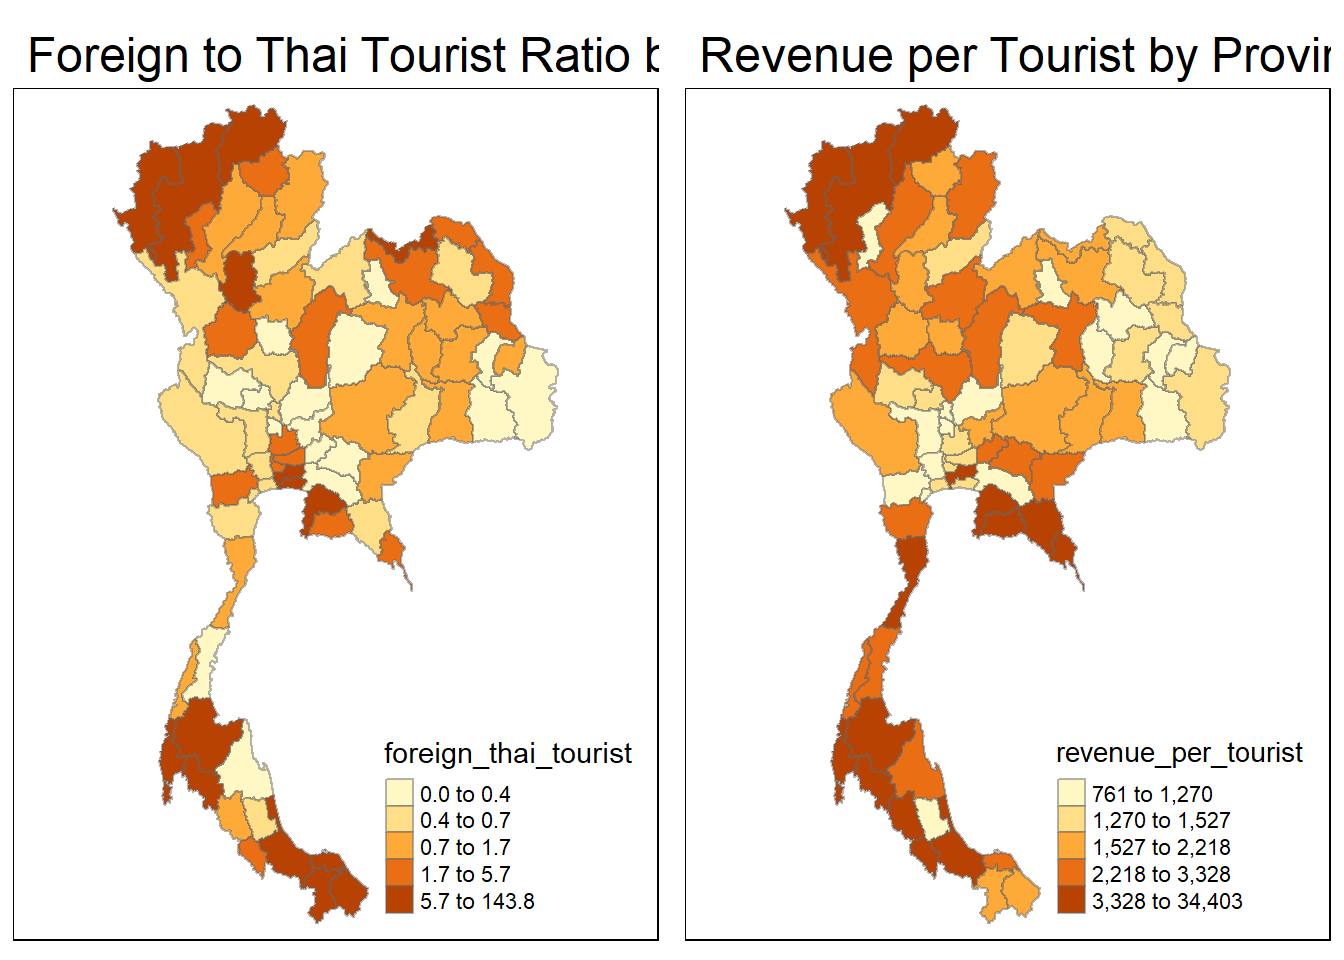 Foreign to Thai Tourist Ratio b
Revenue per Tourist by Provin
foreign_thai_tourist
0.0 to 0.4
0.4 to 0.7
0.7 to 1.7
1.7 to 5.7
5.7 to 143.8
revenue_per_tourist
761 to 1,270
1,270 to 1,527
1,527 to 2,218
2,218 to 3,328
3,328 to 34,403